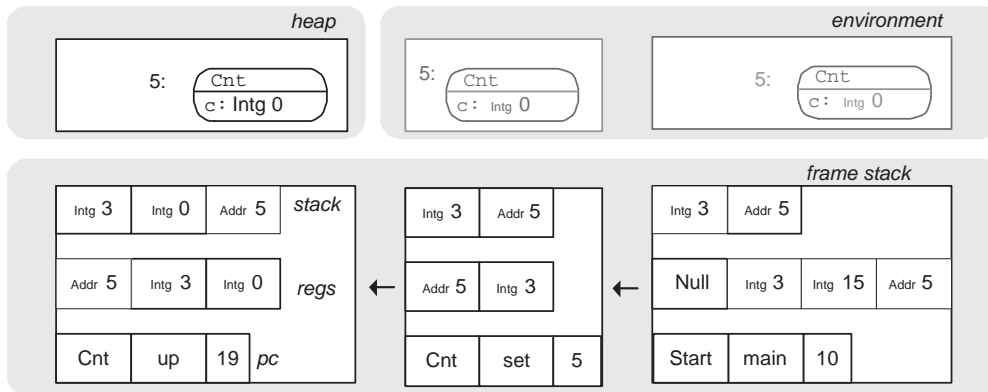 heap
environment
5:
Cnt
c: Intg 0
5:
Cnt
c: Intg 0
5:
Cnt
c: Intg 0
frame stack
Intg 3 Intg 0 Addr 5 stack
Addr 5 Intg 3 Intg 0 regs
Cnt up 19 pc
Intg 3 Addr 5
Addr 5 Intg 3
Cnt set 5
Intg 3 Addr 5
Null Intg 3 Intg 15 Addr 5
Start main 10